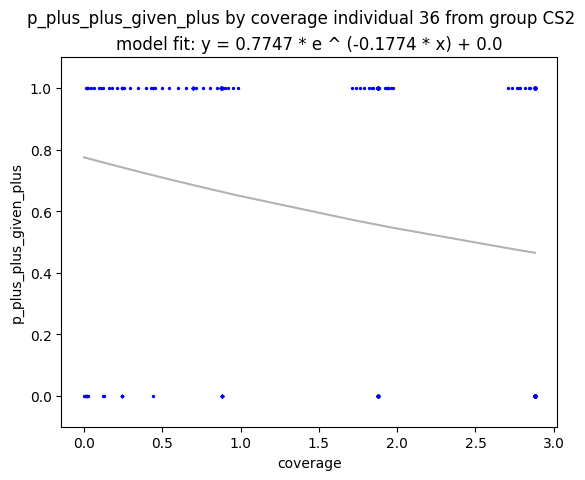 p_plus_plus_given_plus by coverage individual 36 from group CS2
model fit: y = 0.7747 * e ^ (-0.1774 * x) + 0.0
p_plus_plus_given_plus
1.0
0.8
0.6
0.4
0.2
0.0
0.0 0.5 1.0 1.5 2.0 2.5 3.0
coverage